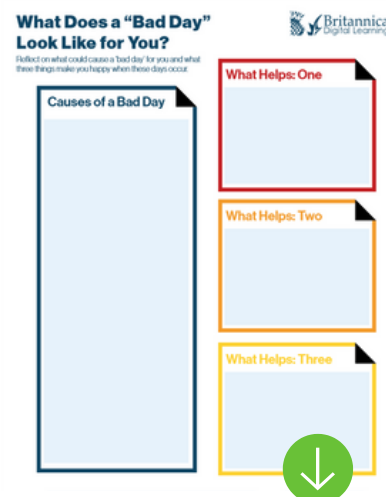 What Does a “Bad Day”
Look Like for You?
Reflect on what could cause a 'bad day' for you and what
three things make you happy when those days occur.
Britannica
Digital Learning
Causes of a Bad Day
What Helps: One
What Helps: Two
What Helps: Three